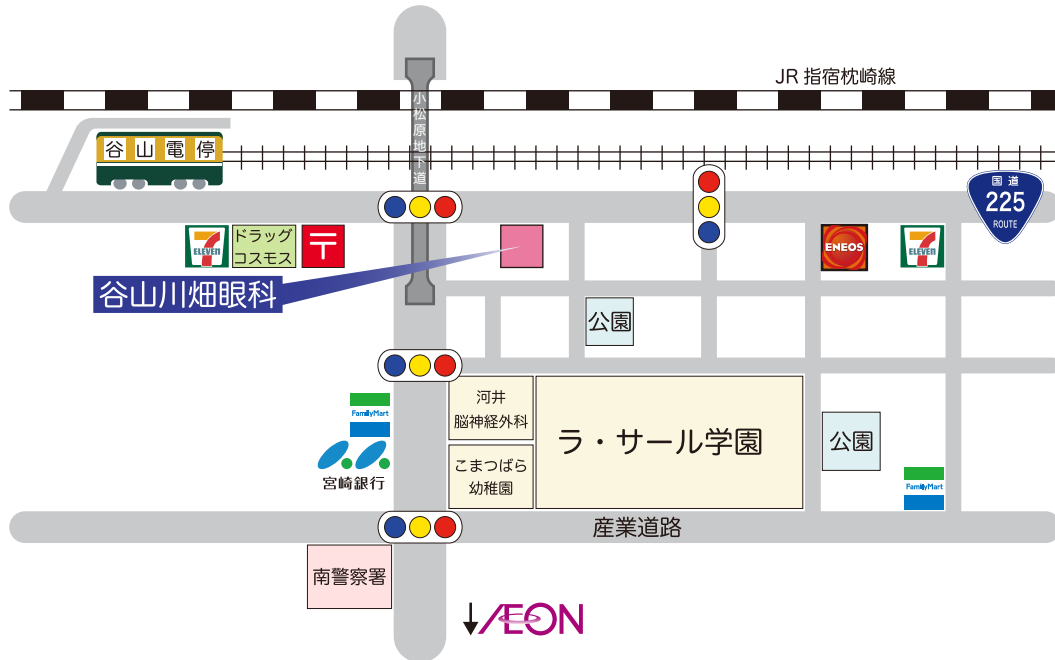 JR 指宿枕崎線
小松原地下道
谷山電停
国道
225
ROUTE
7
ELEVEN
ドラッグ
コスモス
〒
ENEOS
7
ELEVEN
谷山川畑眼科
公園
河井
脳神経外科
FamilyMart
ラ・サール学園
公園
こまつばら
幼稚園
宮崎銀行
FamilyMart
産業道路
南警察署
↓ÆON